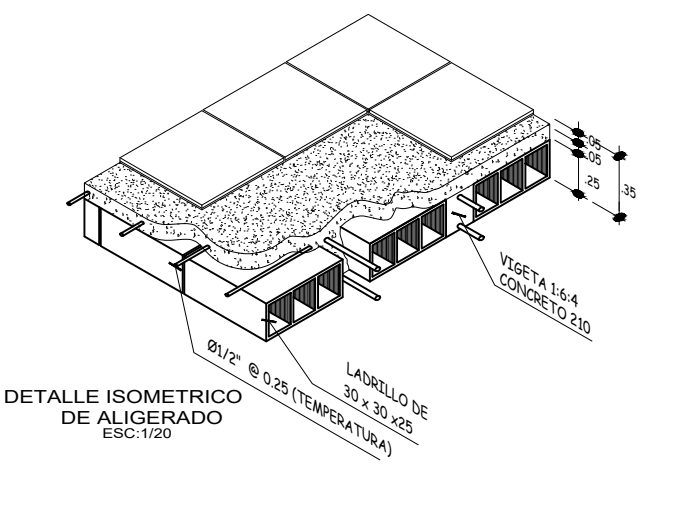 .05
.05
.25
.35
VIGETA 1:6:4
CONCRETO 210
LADRILLO DE
30 x 30 x25
Ø1/2" @ 0.25 (TEMPERATURA)
DETALLE ISOMETRICO
DE ALIGERADO
ESC:1/20